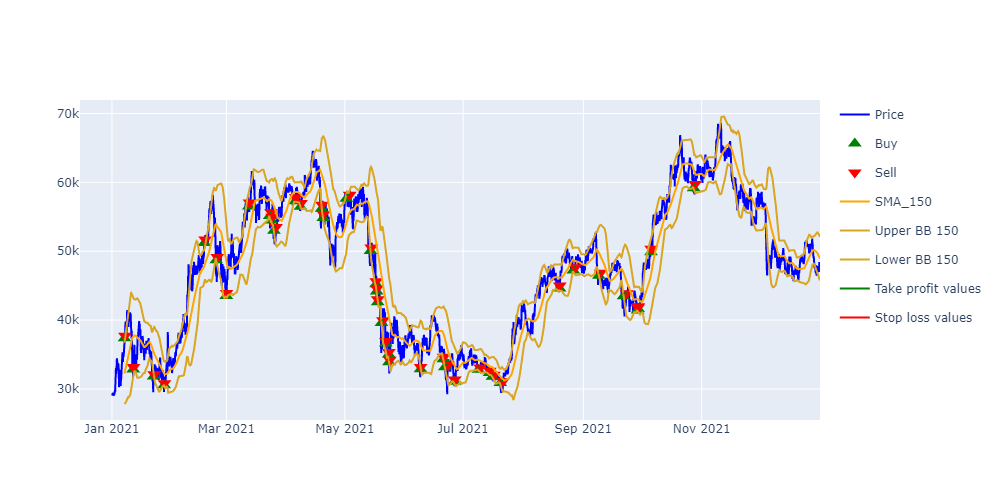 70k
60k
50k
40k
30k
Jan 2021
Mar 2021
May 2021
Jul 2021
Sep 2021
Nov 2021
Price
Buy
Sell
SMA_150
Upper BB 150
Lower BB 150
Take profit values
Stop loss values